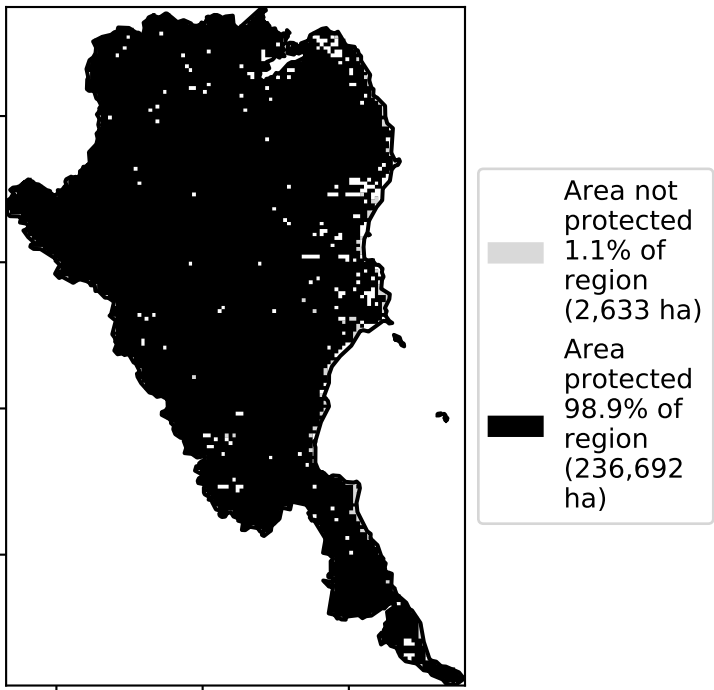 Area not
protected
1.1% of
region
(2,633 ha)
Area
protected
98.9% of
region
(236,692
ha)